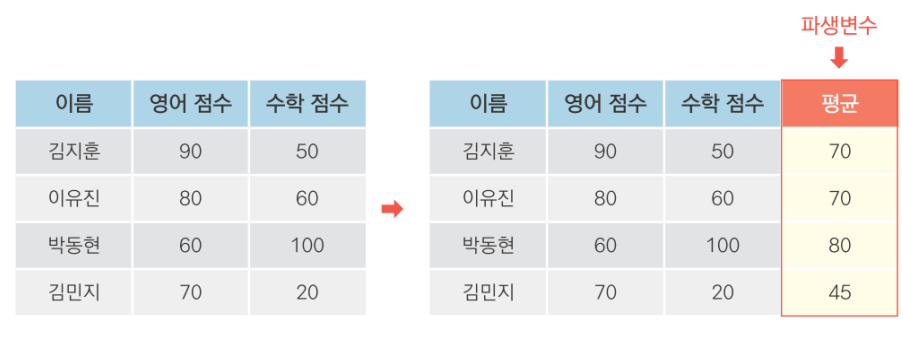 파생변수
이름 영어 점수 수학 점수
김지훈 90 50
이유진 80 60
박동현 60 100
김민지 70 20
이름 영어 점수 수학 점수 평균
김지훈 90 50 70
이유진 80 60 70
박동현 60 100 80
김민지 70 20 45